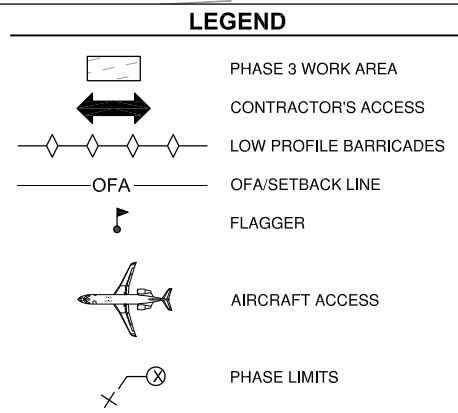 LEGEND
PHASE 3 WORK AREA
CONTRACTOR'S ACCESS
LOW PROFILE BARRICADES
OFA OFA/SETBACK LINE
FLAGGER
AIRCRAFT ACCESS
X PHASE LIMITS